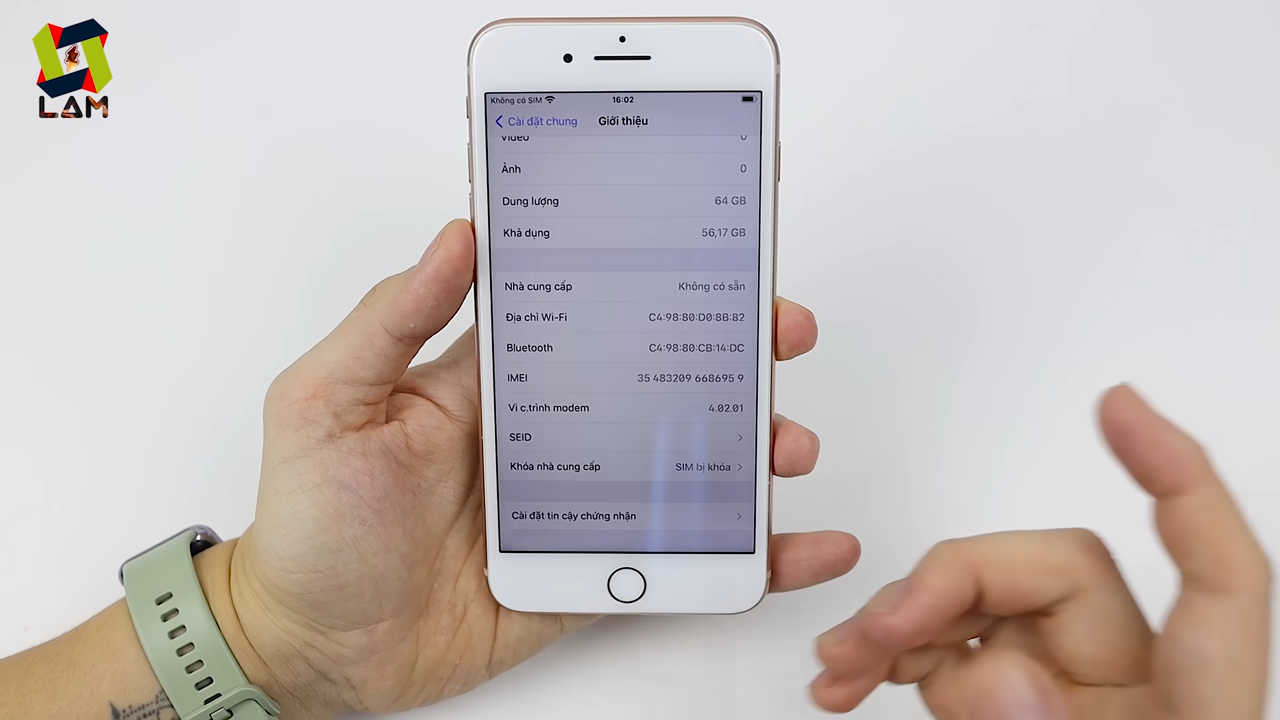 LAM
Không có SIM 16:02
Cài đặt chung Giới thiệu
Video 0
Ảnh 0
Dung lượng 64 GB
Khả dụng 56,17 GB
Nhà cung cấp Không có sẵn
Địa chỉ Wi-Fi C4:98:80:D0:8B:82
Bluetooth C4:98:80:CB:14:DC
IMEI 35 483209 668695 9
Vi c.trình modem 4.02.01
SEID
Khóa nhà cung cấp SIM bị khóa
Cài đặt tin cậy chứng nhận